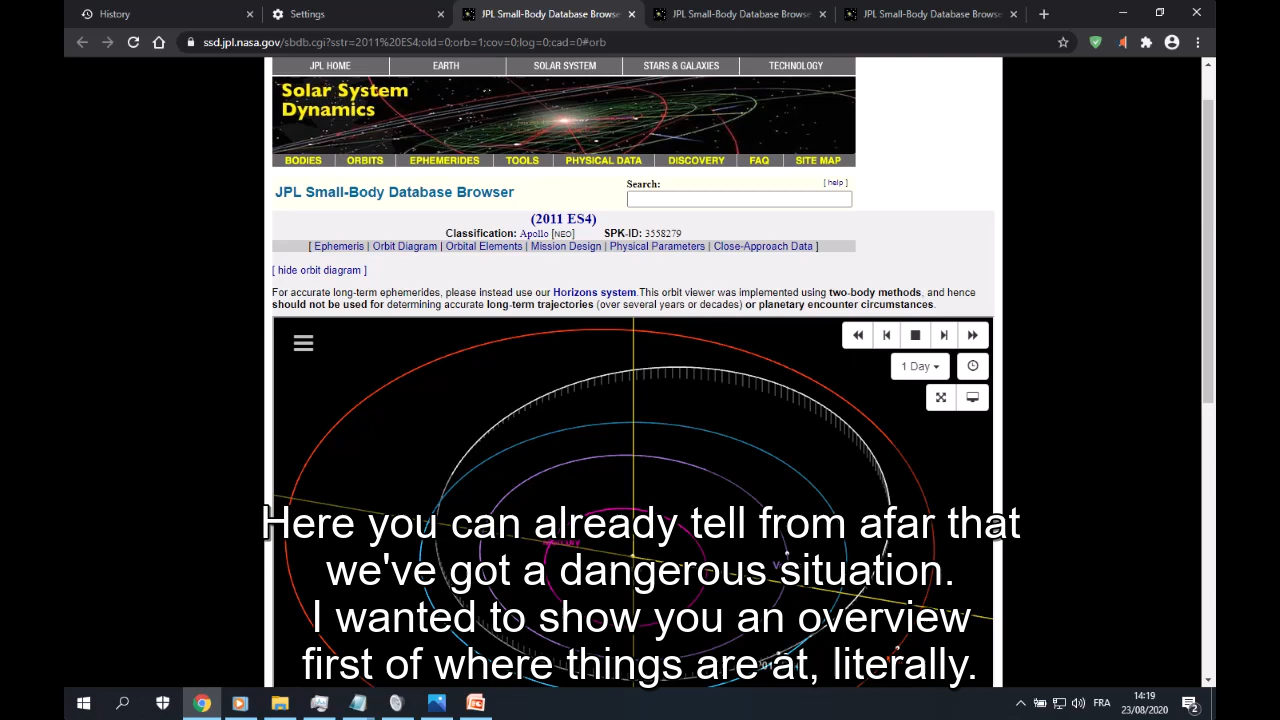 History
Settings
JPL Small-Body Database Browse
JPL Small-Body Database Browse
JPL Small-Body Database Browse
ssd.jpl.nasa.gov/sbdb.cgi?sstr=2011%20ES4;old=0;orb=1;cov=0;log=0;cad=0#orb
JPL HOME EARTH SOLAR SYSTEM STARS & GALAXIES TECHNOLOGY
Solar System
Dynamics
BODIES ORBITS EPHEMERIDES TOOLS PHYSICAL DATA DISCOVERY FAQ SITE MAP
JPL Small-Body Database Browser
Search:
[ help ]
(2011 ES4)
Classification: Apollo [NEO] SPK-ID: 3558279
[ Ephemeris | Orbit Diagram | Orbital Elements | Mission Design | Physical Parameters | Close-Approach Data ]
[ hide orbit diagram ]
For accurate long-term ephemerides, please instead use our Horizons system.This orbit viewer was implemented using two-body methods, and hence
should not be used for determining accurate long-term trajectories (over several years or decades) or planetary encounter circumstances.
1 Day
Here you can already tell from afar that
we've got a dangerous situation.
I wanted to show you an overview
first of where things are at, literally.
FRA
14:19
23/08/2020
2